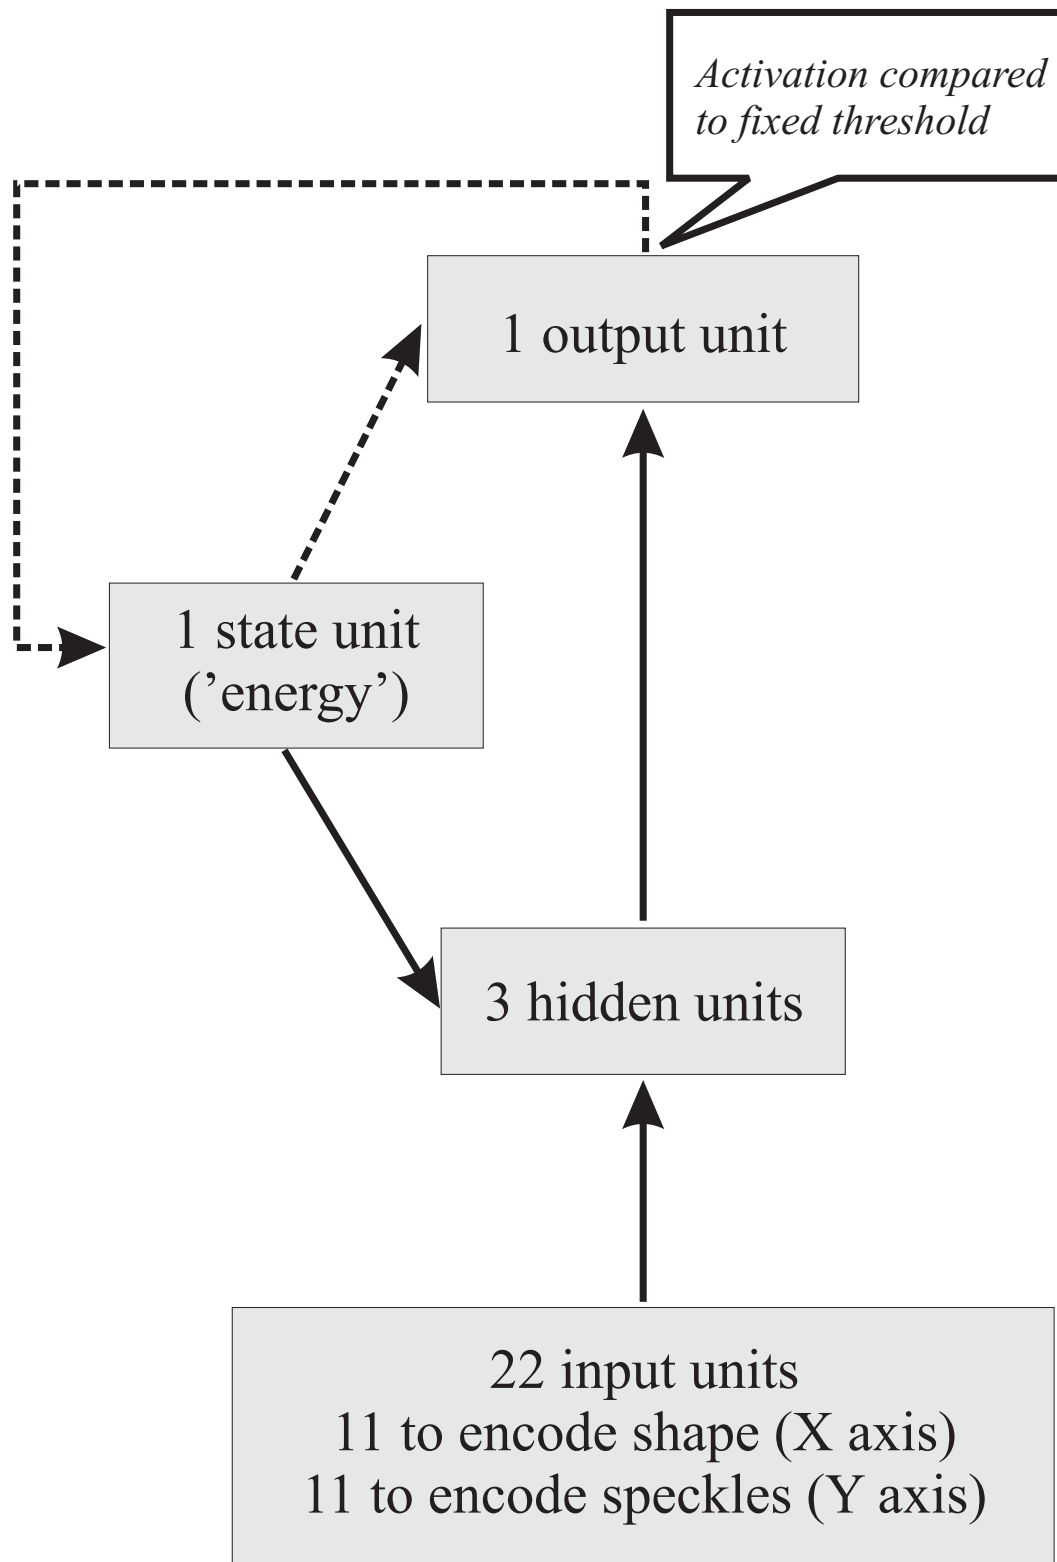 Activation compared
to fixed threshold
1 output unit
1 state unit
(’energy’)
3 hidden units
22 input units
11 to encode shape (X axis)
11 to encode speckles (Y axis)